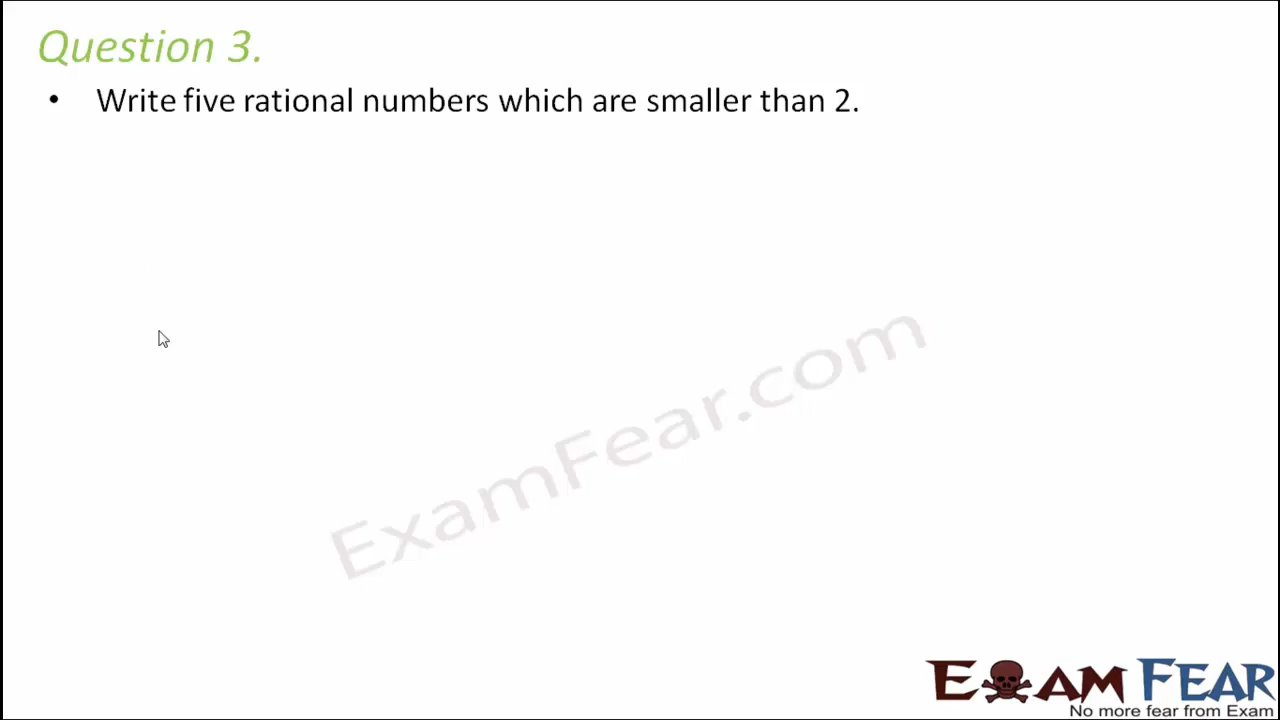 Question 3.
• Write five rational numbers which are smaller than 2.
ExamFear.com
EXAM FEAR
No more fear from Exam